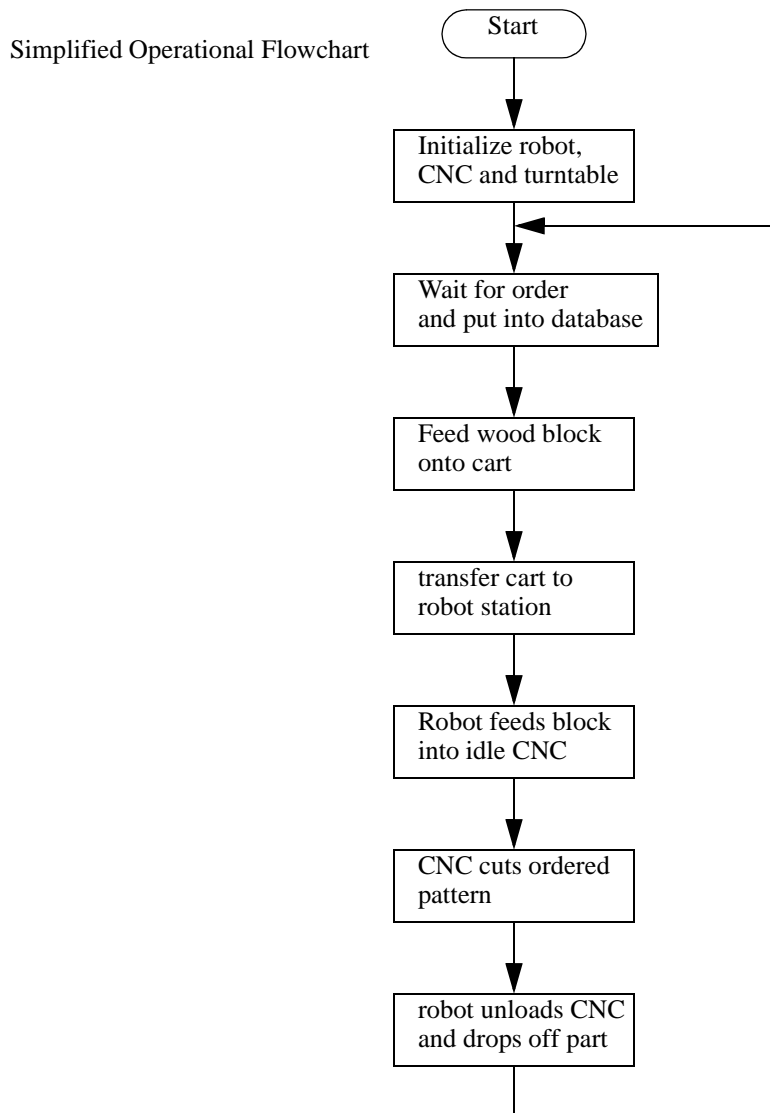 Start
Simplified Operational Flowchart
Initialize robot,
CNC and turntable
Wait for order
and put into database
Feed wood block
onto cart
transfer cart to
robot station
Robot feeds block
into idle CNC
CNC cuts ordered
pattern
robot unloads CNC
and drops off part